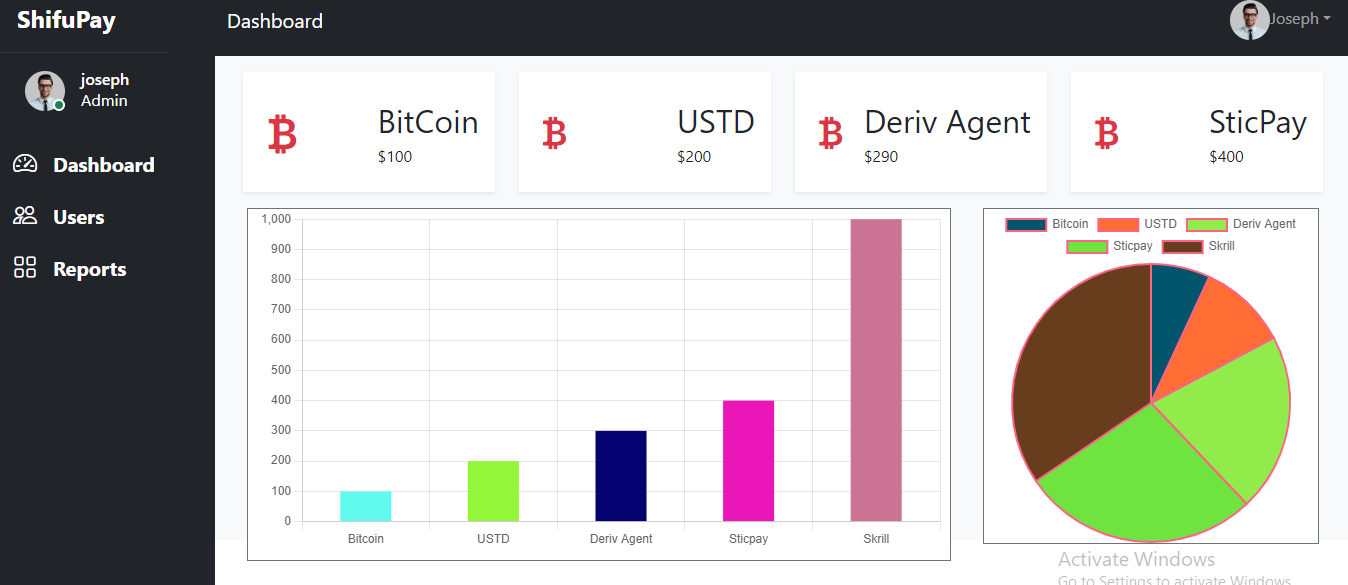 ShifuPay
Dashboard
Joseph
joseph
Admin
Dashboard
Users
Reports
BitCoin
$100
USTD
$200
Deriv Agent
$290
SticPay
$400
1,000
900
800
700
600
500
400
300
200
100
0
Bitcoin USTD Deriv Agent Sticpay Skrill
Bitcoin USTD Deriv Agent
Sticpay Skrill
Activate Windows
Go to Settings to activate Windows.